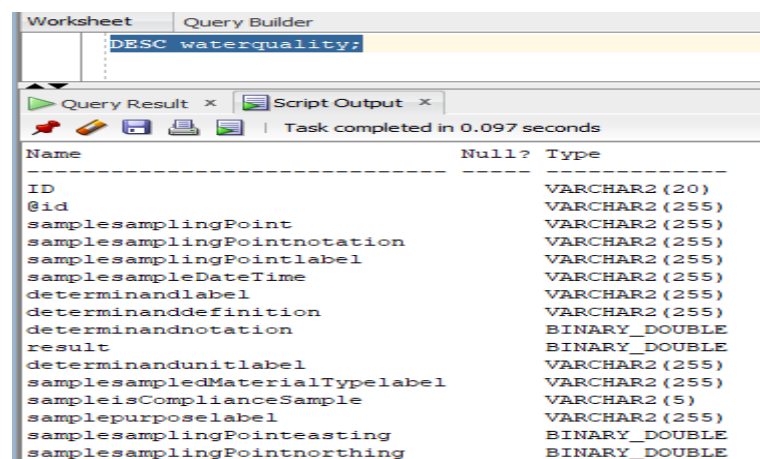 Worksheet Query Builder
DESC waterquality;
Query Result × Script Output ×
Task completed in 0.097 seconds
Name Null? Type
------------------------------ ----- -------------
ID VARCHAR2(20)
@id VARCHAR2(255)
samplesamplingPoint VARCHAR2(255)
samplesamplingPointnotation VARCHAR2(255)
samplesamplingPointlabel VARCHAR2(255)
samplesampleDateTime VARCHAR2(255)
determinandlabel VARCHAR2(255)
determinanddefinition VARCHAR2(255)
determinandnotation BINARY_DOUBLE
result BINARY_DOUBLE
determinandunitlabel VARCHAR2(255)
samplesampledMaterialTypelabel VARCHAR2(255)
sampleisComplianceSample VARCHAR2(5)
samplepurposelabel VARCHAR2(255)
samplesamplingPointeasting BINARY_DOUBLE
samplesamplingPointnorthing BINARY_DOUBLE